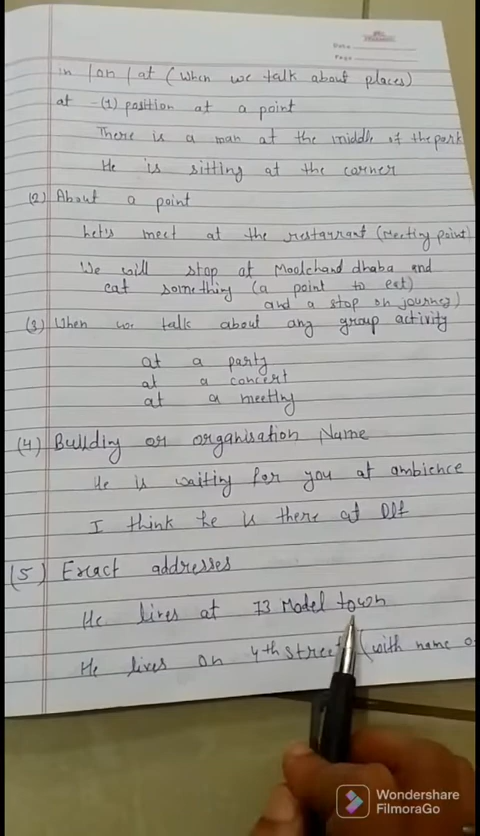 Date
Page
in / on / at (when we talk about places)
at - (1) position at a point
There is a man at the middle of the park
He is sitting at the corner
(2) About a point
Let's meet at the restaurant (Meeting point)
We will stop at Moolchand dhaba and
eat something (a point to eat)
and a stop on journey)
(3) When we talk about any group activity
at a party
at a concert
at a meeting
(4) Building or organisation Name
He is waiting for you at ambience
I think he is there at Dlf
(5) Exact addresses
He lives at 73 Model town
He lives on 4th street (with name o
Wondershare
FilmoraGo